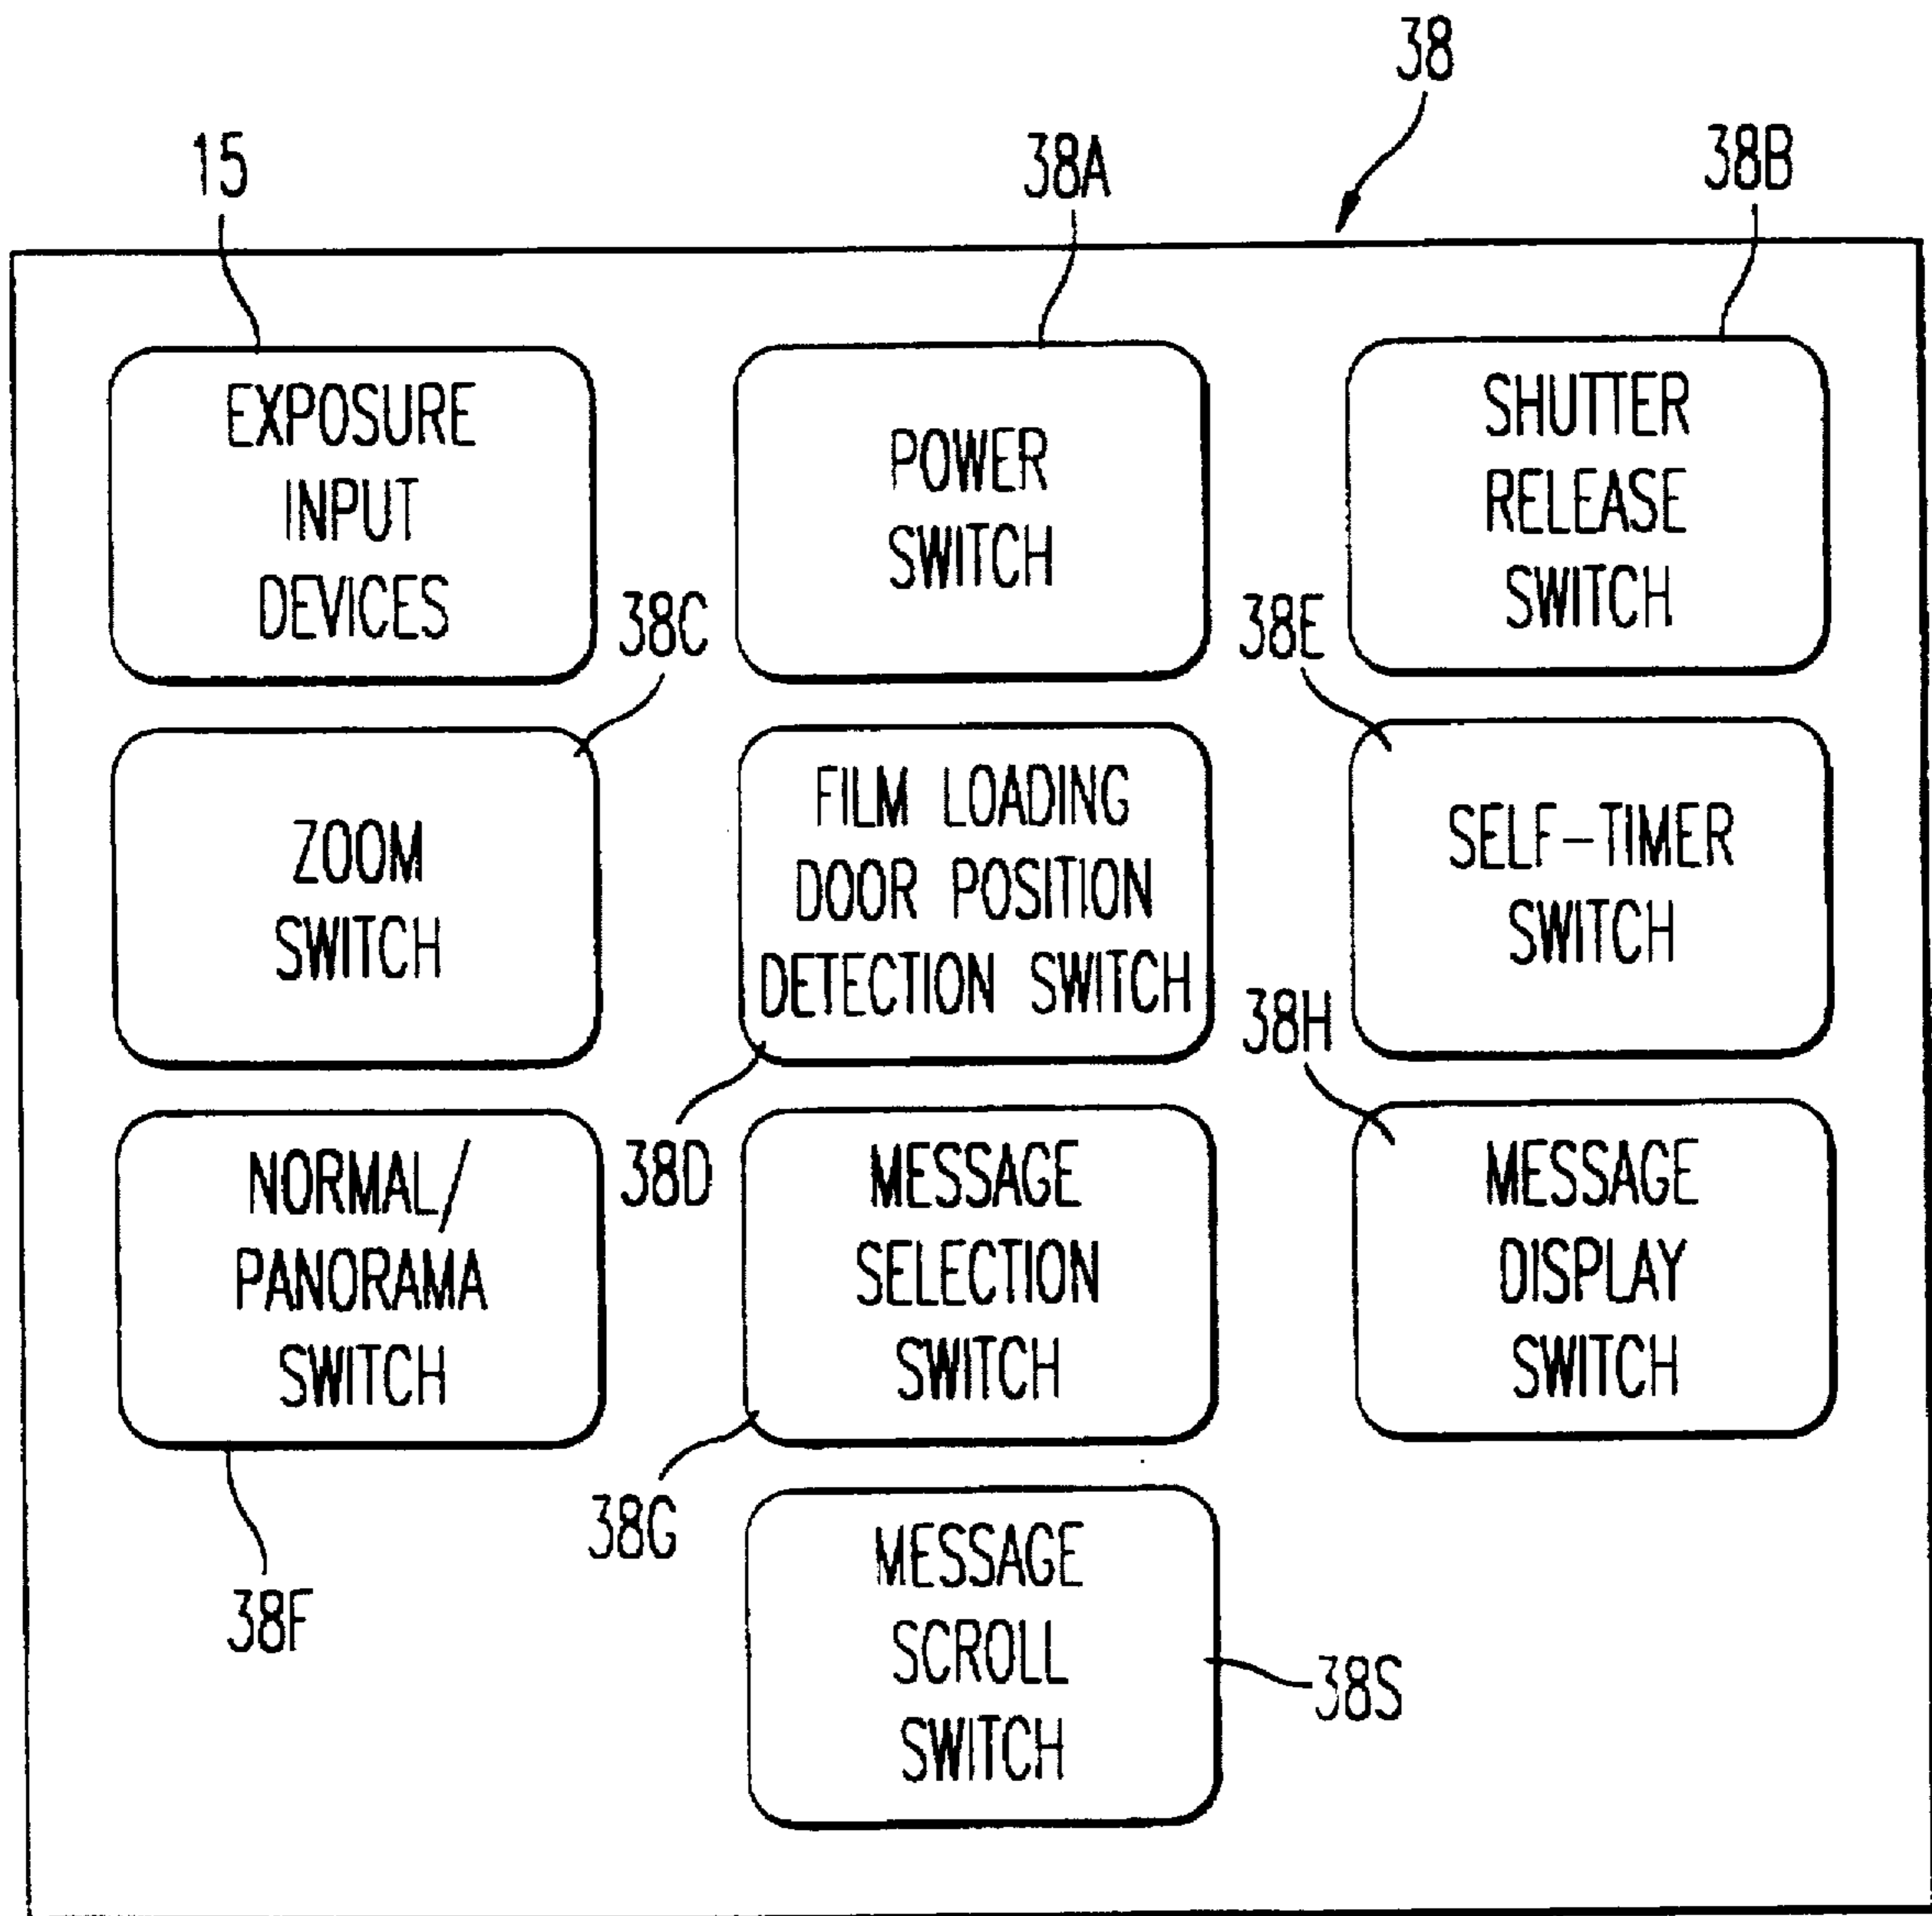 38
15
38A
38B
EXPOSURE
INPUT
DEVICES
POWER
SWITCH
SHUTTER
RELEASE
SWITCH
38C
38E
ZOOM
SWITCH
FILM LOADING
DOOR POSITION
DETECTION SWITCH
SELF-TIMER
SWITCH
38D
38H
NORMAL/
PANORAMA
SWITCH
MESSAGE
SELECTION
SWITCH
MESSAGE
DISPLAY
SWITCH
38F
38G
MESSAGE
SCROLL
SWITCH
38S